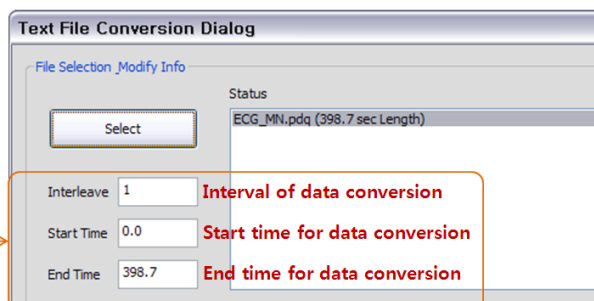 Text File Conversion Dialog
File Selection_Modify Info
Status
Select
ECG_MN.pdq (398.7 sec Length)
Interleave 1 Interval of data conversion
Start Time 0.0 Start time for data conversion
End Time 398.7 End time for data conversion